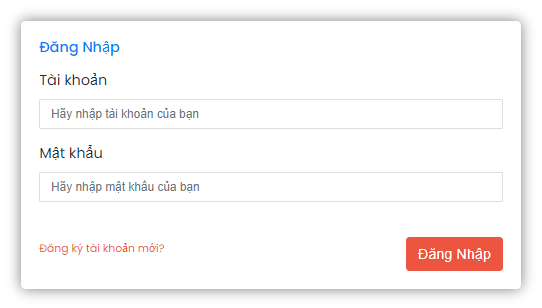 Đăng Nhập
Tài khoản
Hãy nhập tài khoản của bạn
Mật khẩu
Hãy nhập mật khẩu của bạn
Đăng ký tài khoản mới?
Đăng Nhập